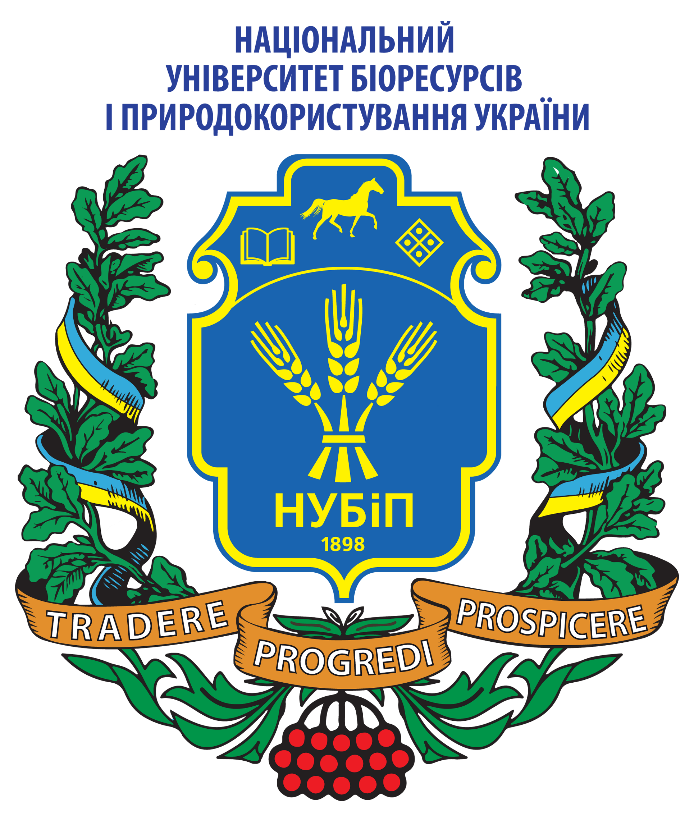 НАЦІОНАЛЬНИЙ
УНІВЕРСИТЕТ БІОРЕСУРСІВ
І ПРИРОДОКОРИСТУВАННЯ УКРАЇНИ
НУБіП
1898
TRADERE
PROGREDI
PROSPICERE